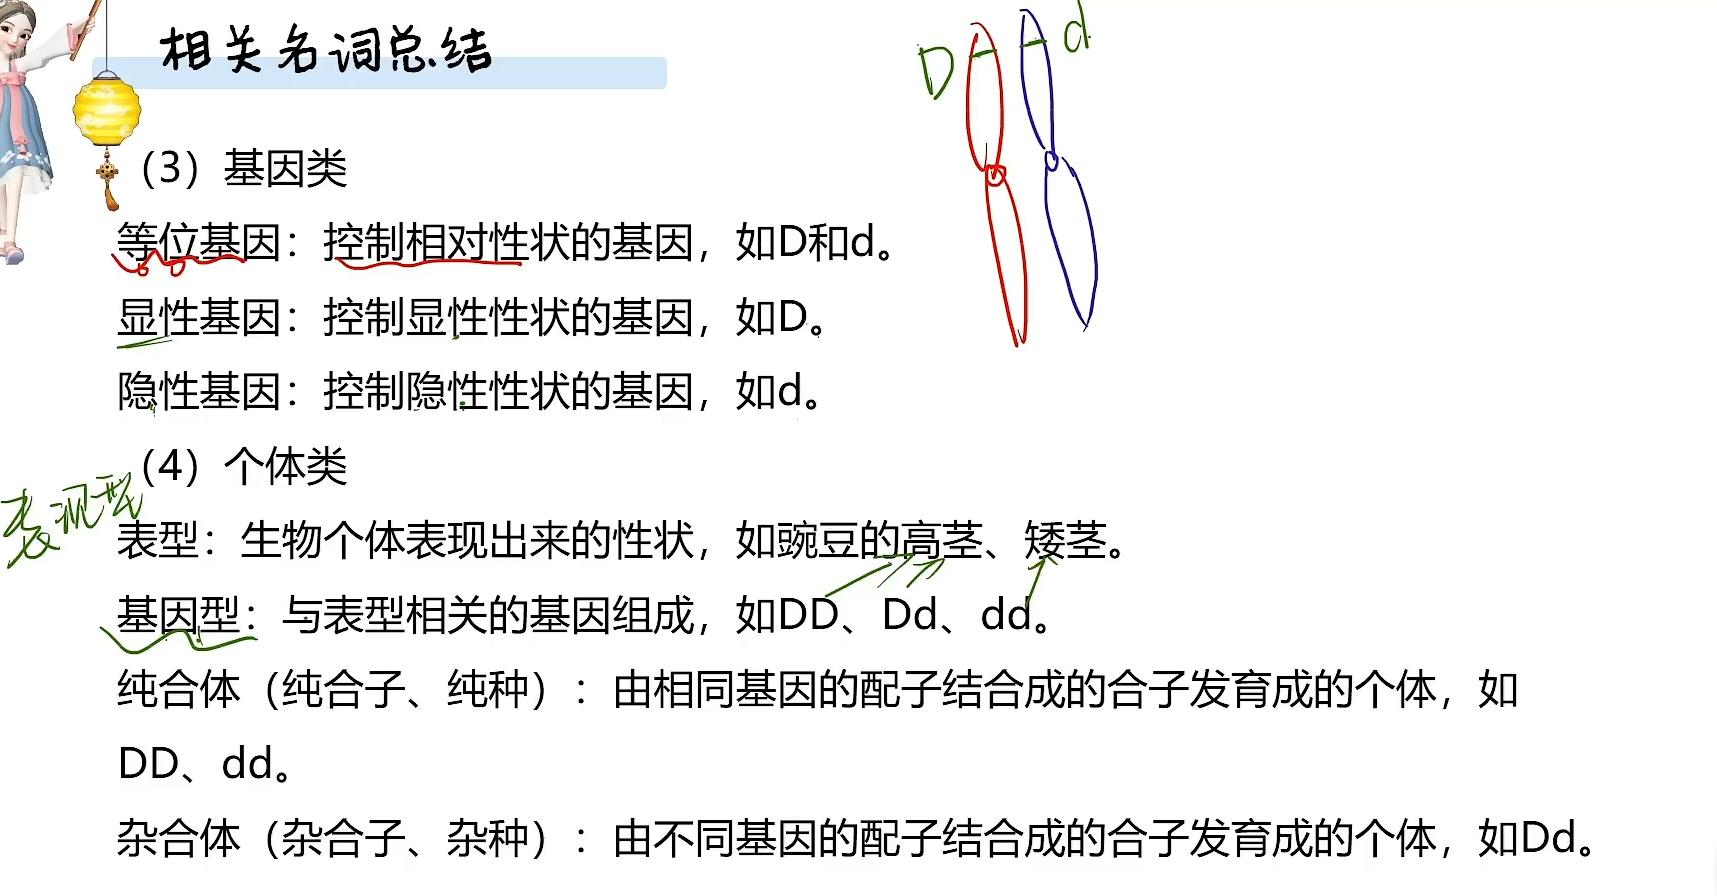 相关名词总结
D d
（3）基因类
等位基因：控制相对性状的基因，如D和d。
显性基因：控制显性性状的基因，如D。
隐性基因：控制隐性性状的基因，如d。
（4）个体类
表现型
表型：生物个体表现出来的性状，如豌豆的高茎、矮茎。
基因型：与表型相关的基因组成，如DD、Dd、dd。
纯合体（纯合子、纯种）：由相同基因的配子结合成的合子发育成的个体，如
DD、dd。
杂合体（杂合子、杂种）：由不同基因的配子结合成的合子发育成的个体，如Dd。